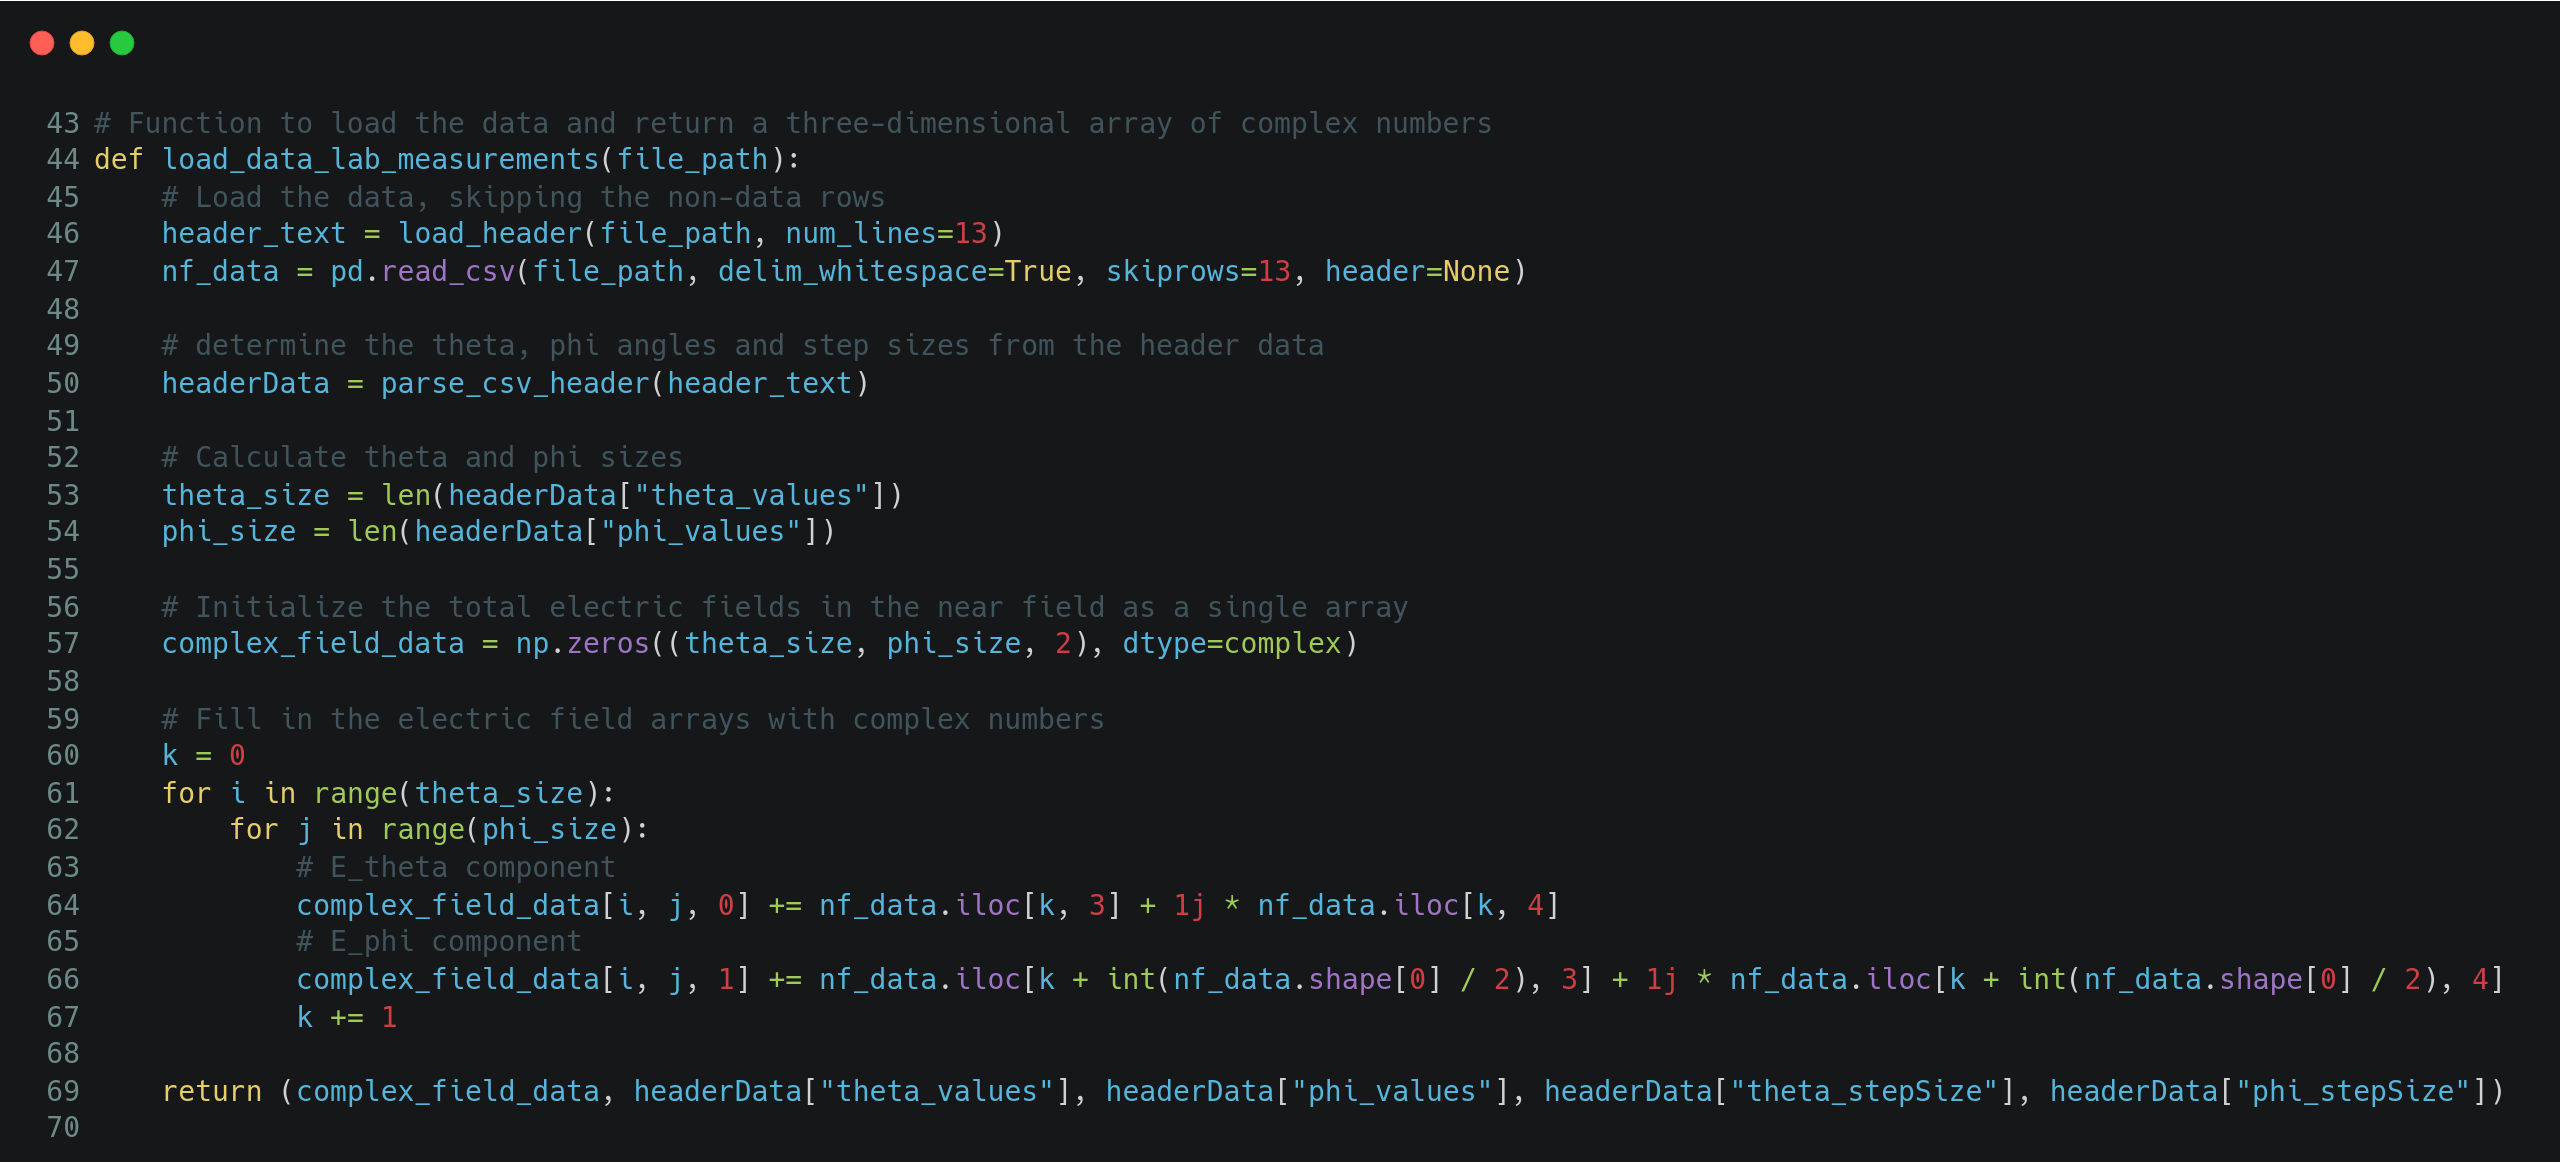 43 # Function to load the data and return a three-dimensional array of complex numbers
44 def load_data_lab_measurements(file_path):
45     # Load the data, skipping the non-data rows
46     header_text = load_header(file_path, num_lines=13)
47     nf_data = pd.read_csv(file_path, delim_whitespace=True, skiprows=13, header=None)
48
49     # determine the theta, phi angles and step sizes from the header data
50     headerData = parse_csv_header(header_text)
51
52     # Calculate theta and phi sizes
53     theta_size = len(headerData["theta_values"])
54     phi_size = len(headerData["phi_values"])
55
56     # Initialize the total electric fields in the near field as a single array
57     complex_field_data = np.zeros((theta_size, phi_size, 2), dtype=complex)
58
59     # Fill in the electric field arrays with complex numbers
60     k = 0
61     for i in range(theta_size):
62         for j in range(phi_size):
63             # E_theta component
64             complex_field_data[i, j, 0] += nf_data.iloc[k, 3] + 1j * nf_data.iloc[k, 4]
65             # E_phi component
66             complex_field_data[i, j, 1] += nf_data.iloc[k + int(nf_data.shape[0] / 2), 3] + 1j * nf_data.iloc[k + int(nf_data.shape[0] / 2), 4]
67             k += 1
68
69     return (complex_field_data, headerData["theta_values"], headerData["phi_values"], headerData["theta_stepSize"], headerData["phi_stepSize"])
70